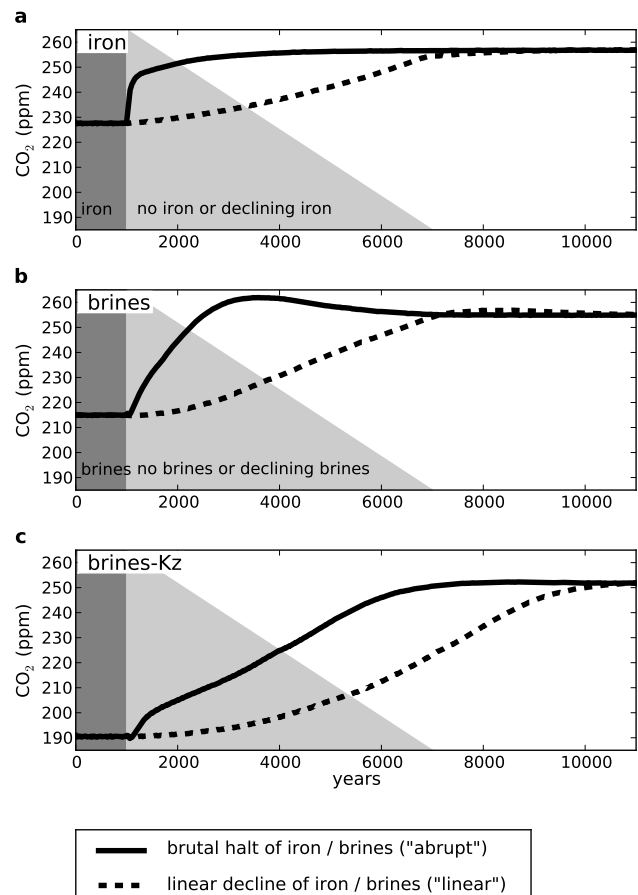 a
iron
260
250
240
230
220
210
200
190
CO2 (ppm)
iron no iron or declining iron
0 2000 4000 6000 8000 10000
b
brines
260
250
240
230
220
210
200
190
CO2 (ppm)
brines no brines or declining brines
0 2000 4000 6000 8000 10000
c
brines-Kz
260
250
240
230
220
210
200
190
CO2 (ppm)
0 2000 4000 6000 8000 10000
years
brutal halt of iron / brines ("abrupt")
linear decline of iron / brines ("linear")